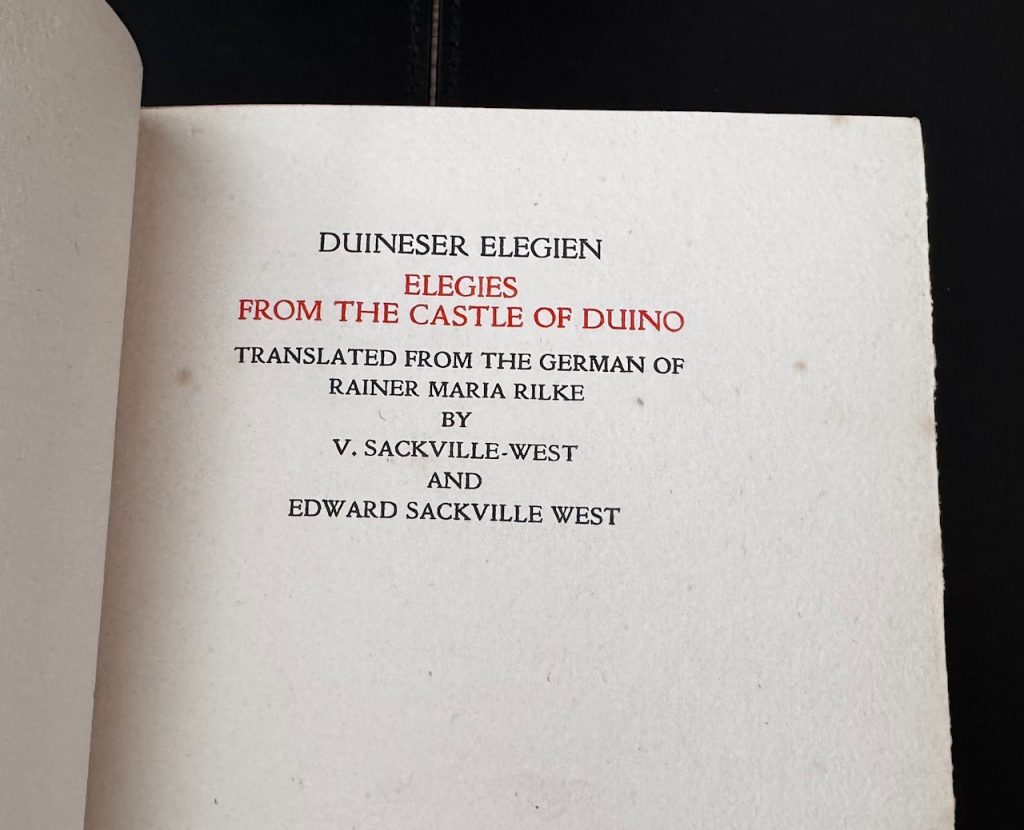 DUINESER ELEGIEN
ELEGIES
FROM THE CASTLE OF DUINO
TRANSLATED FROM THE GERMAN OF
RAINER MARIA RILKE
BY
V. SACKVILLE-WEST
AND
EDWARD SACKVILLE WEST